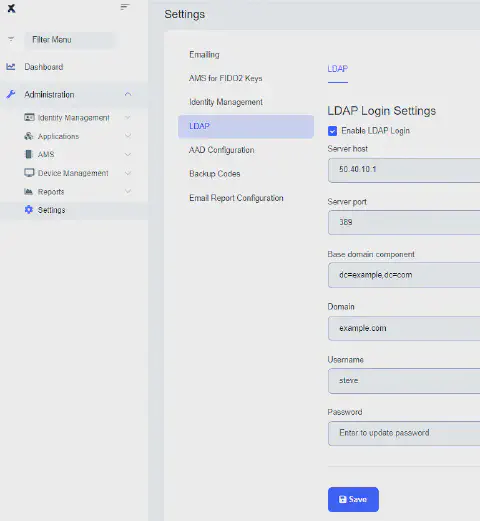 Settings
Filter Menu
Dashboard
Administration
Identity Management
Applications
AMS
Device Management
Reports
Settings
Emailing
AMS for FIDO2 Keys
Identity Management
LDAP
AAD Configuration
Backup Codes
Email Report Configuration
LDAP
LDAP Login Settings
Enable LDAP Login
Server host
50.40.10.1
Server port
389
Base domain component
dc=example,dc=com
Domain
example.com
Username
steve
Password
Enter to update password
Save